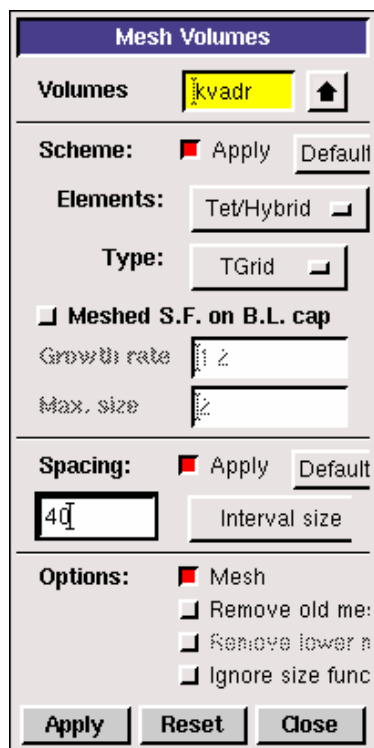 Mesh Volumes
Volumes kvadr
Scheme: Apply Default
Elements: Tet/Hybrid
Type: TGrid
Meshed S.F. on B.L. cap
Growth rate 1.2
Max. size 2
Spacing: Apply Default
40 Interval size
Options: Mesh
Remove old me
Remove lower
Ignore size func
Apply Reset Close